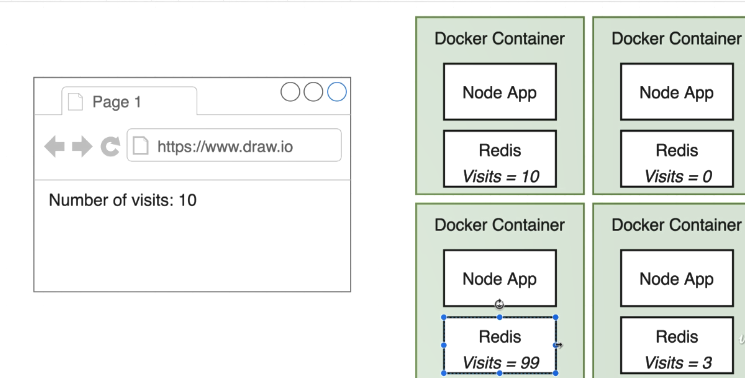 Docker Container
Docker Container
Page 1
Node App
Node App
https://www.draw.io
Redis
Redis
Visits = 10
Visits = 0
Number of visits: 10
Docker Container
Docker Container
Node App
Node App
Redis
Redis
Visits = 99
Visits = 3